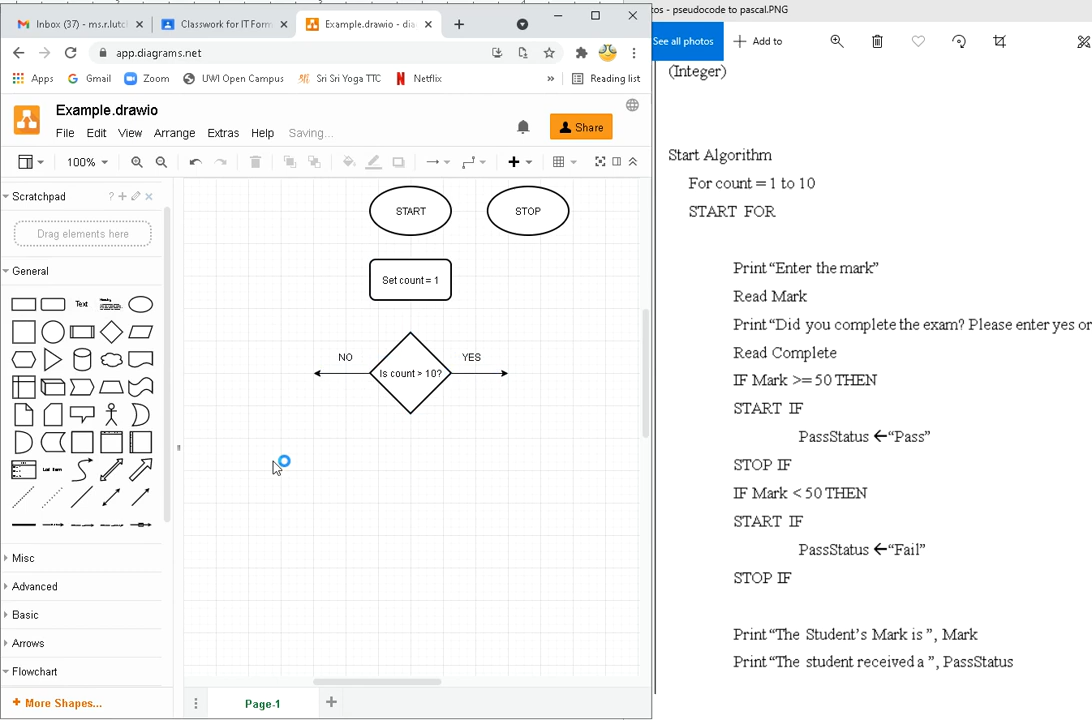 Inbox (37) - ms.r.lutch
Classwork for IT Form
Example.drawio - dia
app.diagrams.net
Apps
Gmail
Zoom
UWI Open Campus
Sri Sri Yoga TTC
Netflix
»
Reading list
Example.drawio
File Edit View Arrange Extras Help Saving...
Share
100%
Scratchpad
Drag elements here
General
Text
Heading
List Item
Misc
Advanced
Basic
Arrows
Flowchart
+ More Shapes...
START
STOP
Set count = 1
NO
YES
Is count > 10?
Page-1
tos - pseudocode to pascal.PNG
See all photos
Add to
(Integer)
Start Algorithm
For count = 1 to 10
START FOR
Print “Enter the mark”
Read Mark
Print “Did you complete the exam? Please enter yes or
Read Complete
IF Mark >= 50 THEN
START IF
PassStatus ←“Pass”
STOP IF
IF Mark < 50 THEN
START IF
PassStatus ←“Fail”
STOP IF
Print “The Student’s Mark is ”, Mark
Print “The student received a ”, PassStatus